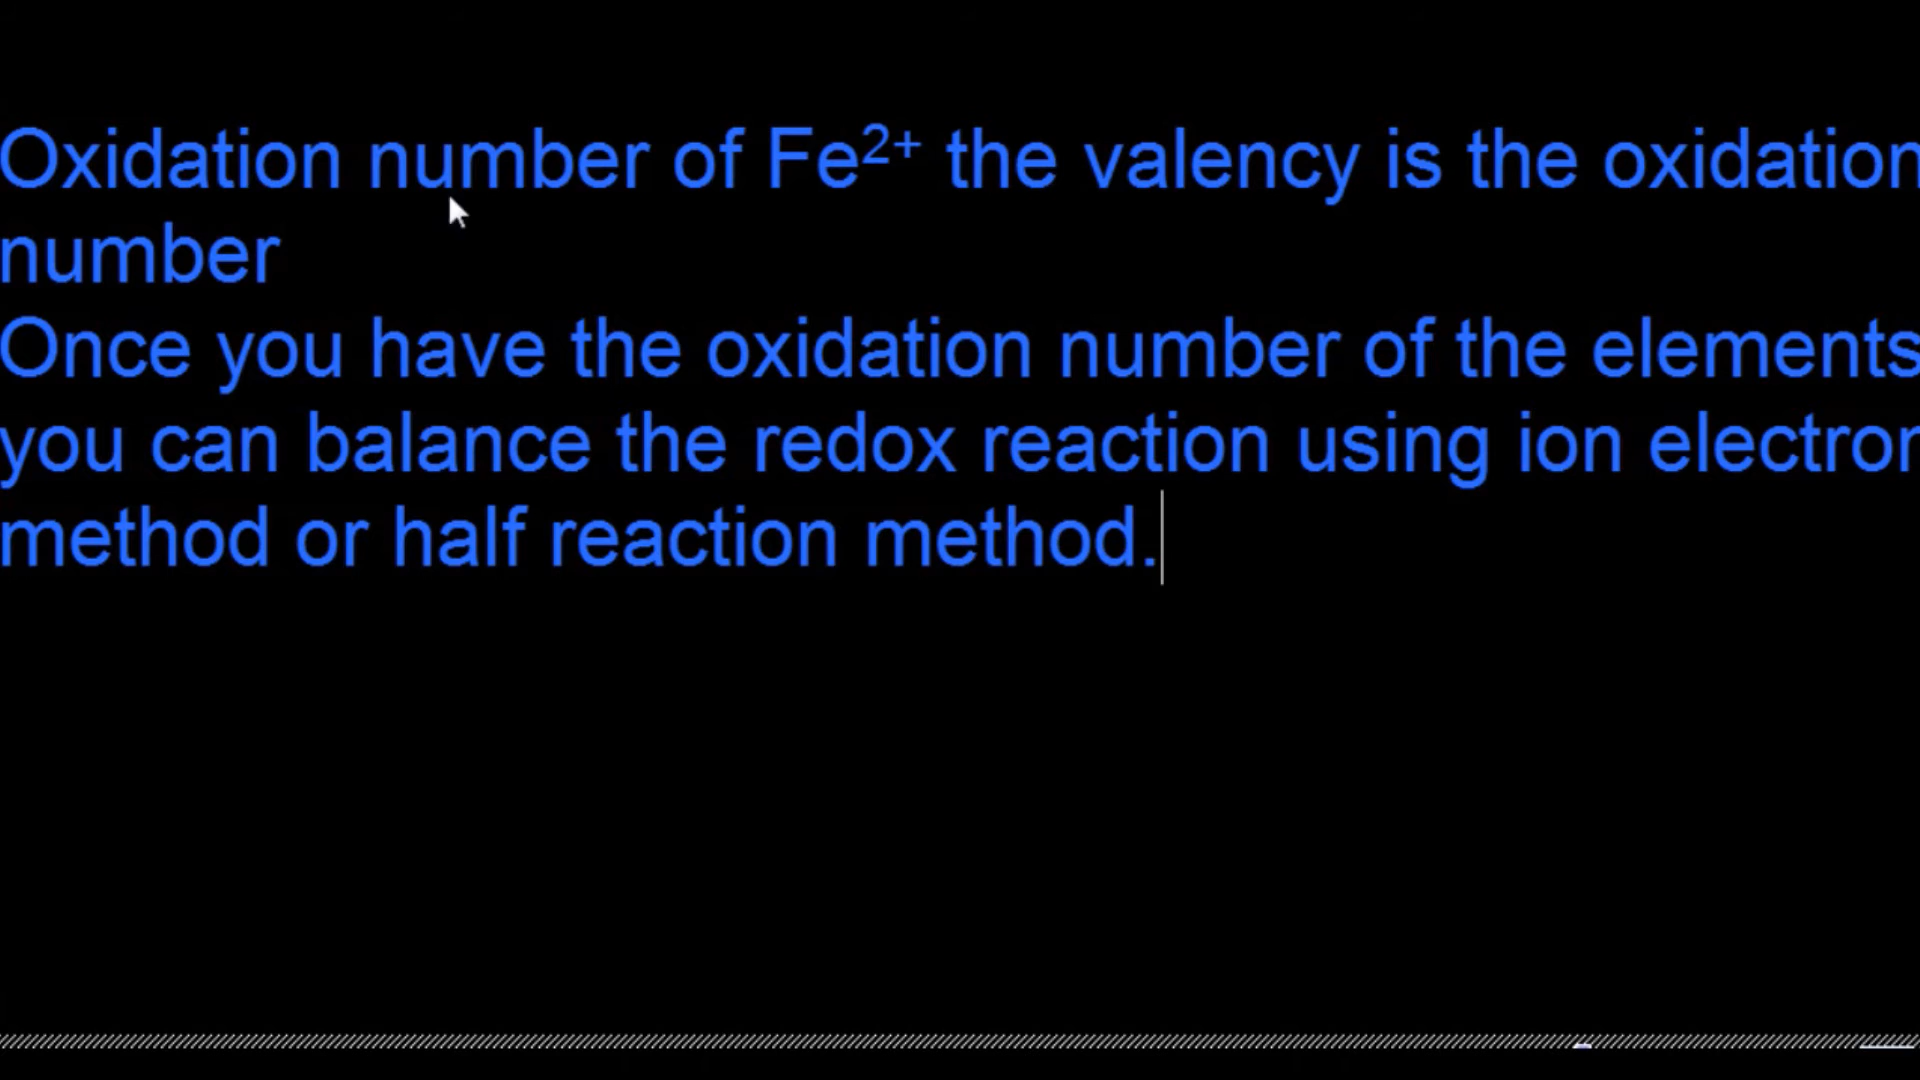 Oxidation number of Fe²⁺ the valency is the oxidation
number
Once you have the oxidation number of the elements
you can balance the redox reaction using ion electron
method or half reaction method.